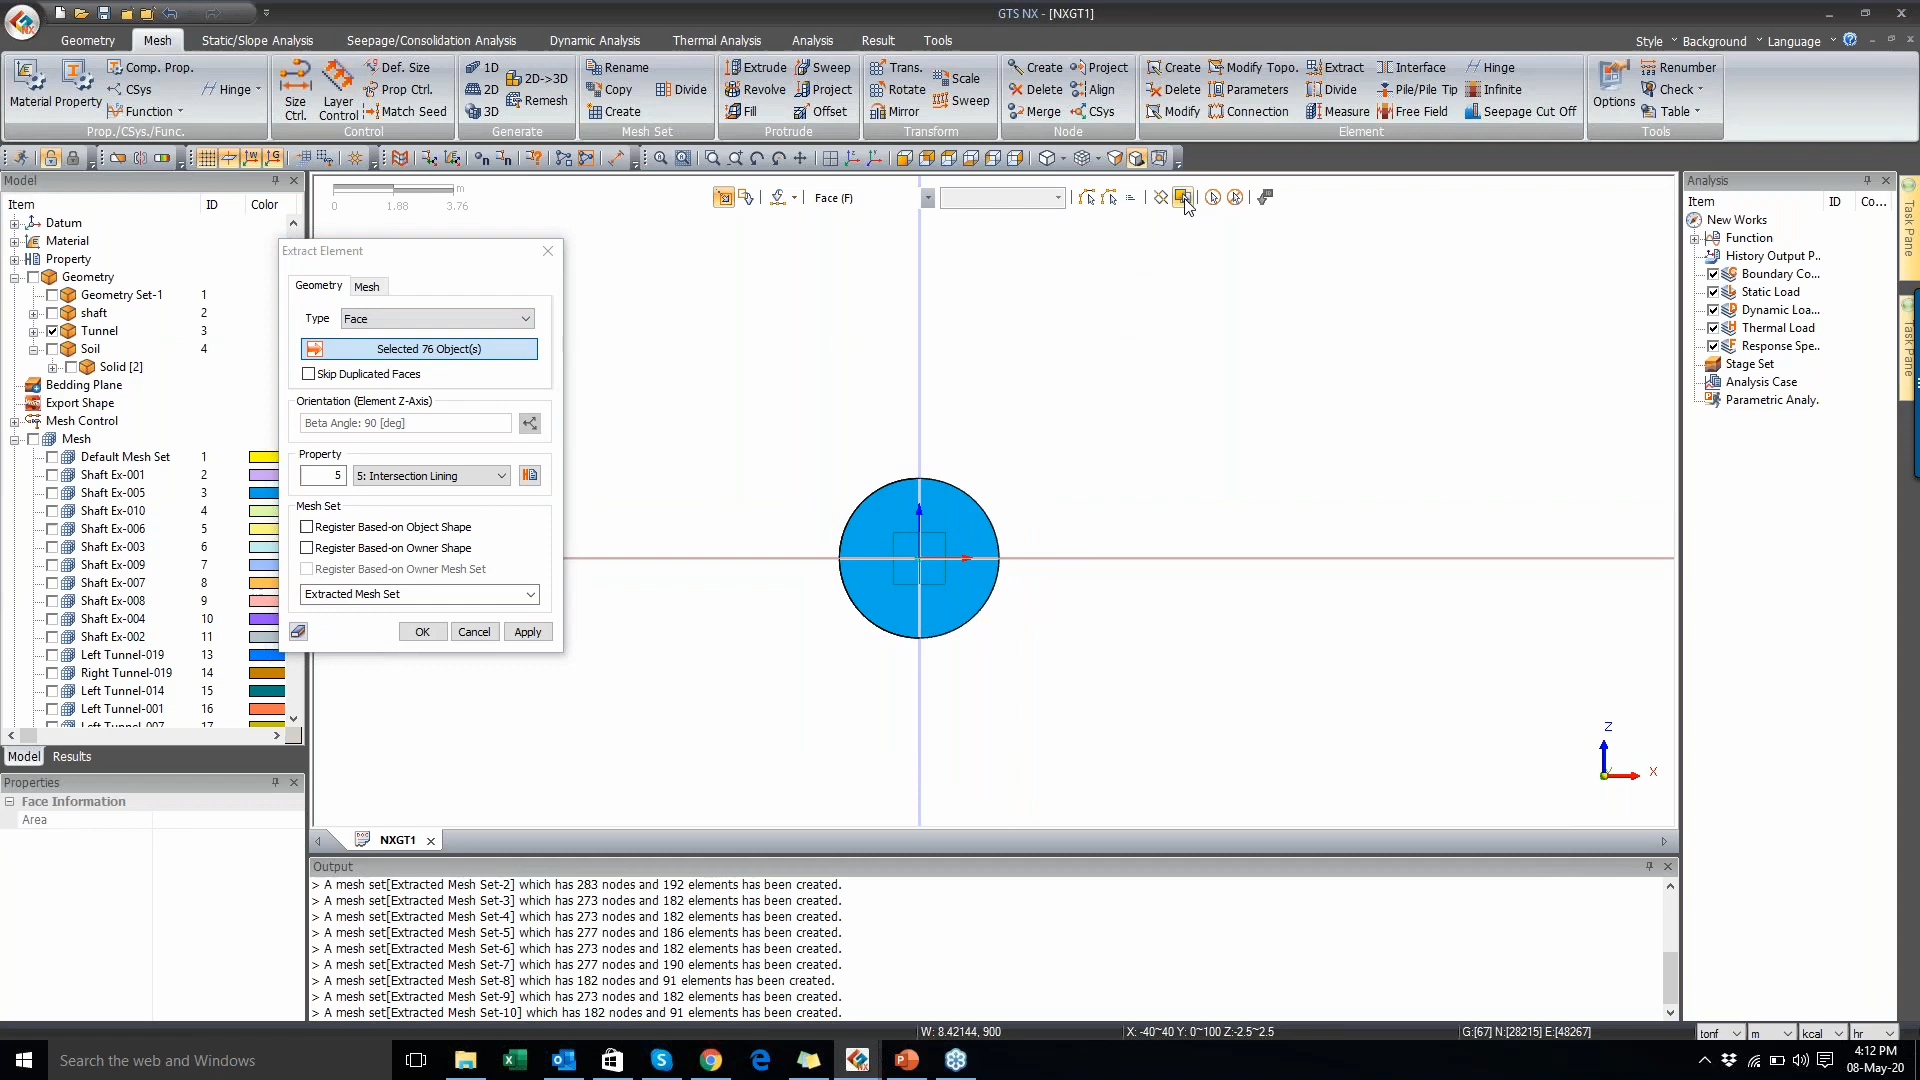 GTS NX - [NXGT1]
Geometry Mesh Static/Slope Analysis Seepage/Consolidation Analysis Dynamic Analysis Thermal Analysis Analysis Result Tools Style Background Language
Comp. Prop. Def. Size 1D Rename Extrude Sweep Trans. Create Project Create Modify Topo. Extract Interface Hinge Renumber
CSys Hinge Prop Ctrl. 2D 2D->3D Copy Divide Revolve Project Rotate Scale Delete Align Delete Parameters Divide Pile/Pile Tip Infinite Check
Material Property Function Size Ctrl. Layer Control Match Seed 3D Remesh Create Fill Offset Mirror Sweep Merge CSys Modify Connection Measure Free Field Seepage Cut Off Options Table
Prop./CSys./Func. Control Generate Mesh Set Protrude Transform Node Element Tools
Model
Item ID Color
Datum
Material
Property
Geometry
Geometry Set-1 1
shaft 2
Tunnel 3
Soil 4
Solid [2]
Bedding Plane
Export Shape
Mesh Control
Mesh
Default Mesh Set 1
Shaft Ex-001 2
Shaft Ex-005 3
Shaft Ex-010 4
Shaft Ex-006 5
Shaft Ex-003 6
Shaft Ex-009 7
Shaft Ex-007 8
Shaft Ex-008 9
Shaft Ex-004 10
Shaft Ex-002 11
Left Tunnel-019 13
Right Tunnel-019 14
Left Tunnel-014 15
Left Tunnel-001 16
Left Tunnel-007 17
Model Results
Properties
Face Information
Area
Extract Element
Geometry Mesh
Type Face
Selected 76 Object(s)
Skip Duplicated Faces
Orientation (Element Z-Axis)
Beta Angle: 90 [deg]
Property
5 5: Intersection Lining
Mesh Set
Register Based-on Object Shape
Register Based-on Owner Shape
Register Based-on Owner Mesh Set
Extracted Mesh Set
OK Cancel Apply
m
0 1.88 3.76
Face (F)
Z
X
NXGT1
Output
> A mesh set[Extracted Mesh Set-2] which has 283 nodes and 192 elements has been created.
> A mesh set[Extracted Mesh Set-3] which has 273 nodes and 182 elements has been created.
> A mesh set[Extracted Mesh Set-4] which has 273 nodes and 182 elements has been created.
> A mesh set[Extracted Mesh Set-5] which has 277 nodes and 186 elements has been created.
> A mesh set[Extracted Mesh Set-6] which has 273 nodes and 182 elements has been created.
> A mesh set[Extracted Mesh Set-7] which has 277 nodes and 190 elements has been created.
> A mesh set[Extracted Mesh Set-8] which has 182 nodes and 91 elements has been created.
> A mesh set[Extracted Mesh Set-9] which has 273 nodes and 182 elements has been created.
> A mesh set[Extracted Mesh Set-10] which has 182 nodes and 91 elements has been created.
Analysis
Item ID Co...
New Works
Function
History Output P..
Boundary Co...
Static Load
Dynamic Loa...
Thermal Load
Response Spe..
Stage Set
Analysis Case
Parametric Analy.
Task Pane
Task Pane
W: 8.42144, 900 X: -40~40 Y: 0~100 Z:-2.5~2.5 G:[67] N:[28215] E:[48267] tonf m kcal hr
Search the web and Windows
4:12 PM
08-May-20